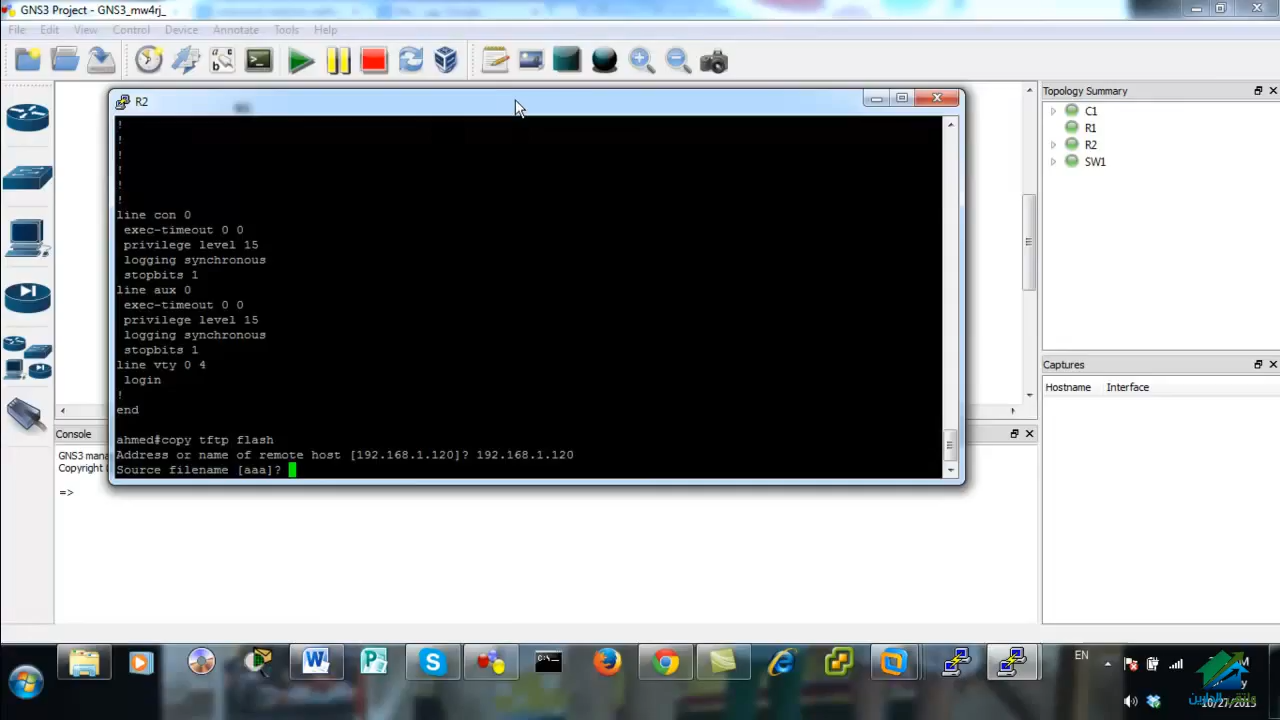 GNS3 Project - GNS3_mw4rj_
File Edit View Control Device Annotate Tools Help
R2
!
!
!
!
!
!
line con 0
exec-timeout 0 0
privilege level 15
logging synchronous
stopbits 1
line aux 0
exec-timeout 0 0
privilege level 15
logging synchronous
stopbits 1
line vty 0 4
login
!
end
ahmed#copy tftp flash
Address or name of remote host [192.168.1.120]? 192.168.1.120
Source filename [aaa]?
Topology Summary
C1
R1
R2
SW1
Captures
Hostname Interface
Console
GNS3 man
Copyright
=>
EN
10/27/2015